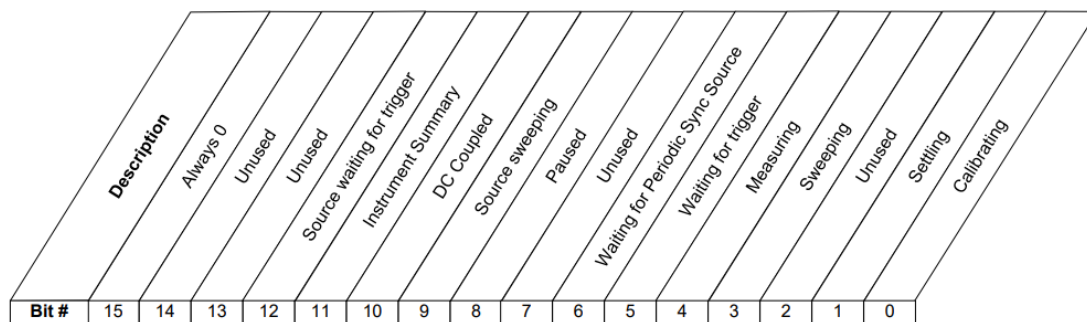 Description
Always 0
Unused
Unused
Source waiting for trigger
Instrument Summary
DC Coupled
Source sweeping
Paused
Unused
Waiting for Periodic Sync Source
Waiting for trigger
Measuring
Sweeping
Unused
Settling
Calibrating
Bit # 15 14 13 12 11 10 9 8 7 6 5 4 3 2 1 0